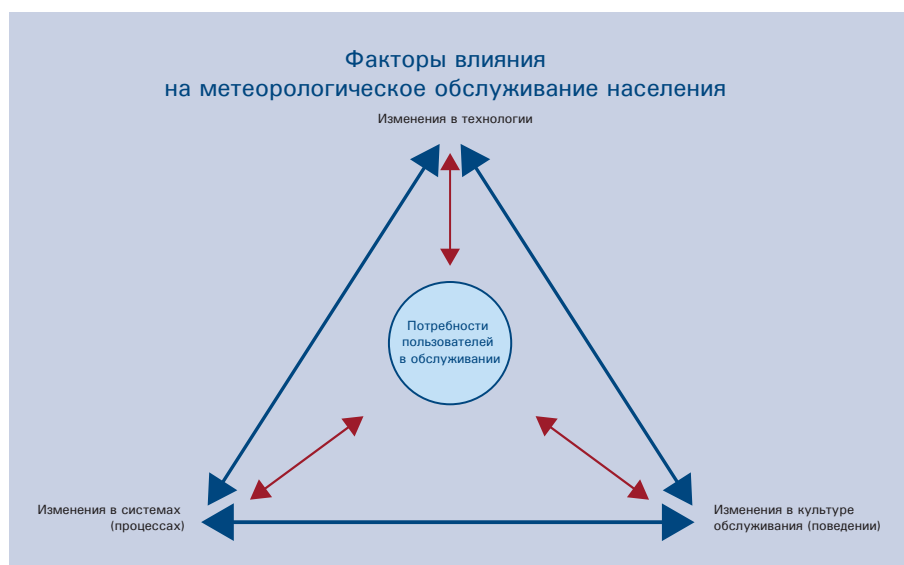 Факторы влияния
на метеорологическое обслуживание населения
Изменения в технологии
Потребности
пользователей
в обслуживании
Изменения в системах
(процессах)
Изменения в культуре
обслуживания (поведении)